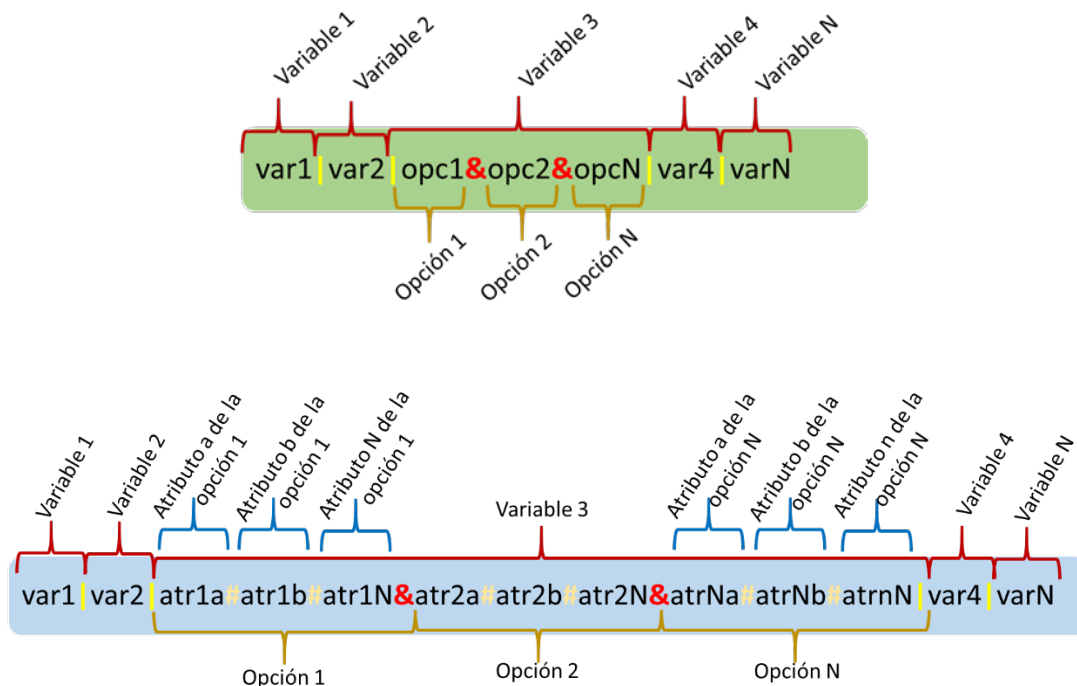 Variable 1
Variable 2
Variable 3
Variable 4
Variable N
var1|var2|opc1&opc2&opcN|var4|varN
Opción 1
Opción 2
Opción N
Variable 1
Variable 2
Atributo a de la
opción 1
Atributo b de la
opción 1
Atributo N de la
opción 1
Variable 3
Atributo a de la
opción N
Atributo b de la
opción N
Atributo n de la
opción N
Variable 4
Variable N
var1|var2|atr1a#atr1b#atr1N&atr2a#atr2b#atr2N&atrNa#atrNb#atrnN|var4|varN
Opción 1
Opción 2
Opción N